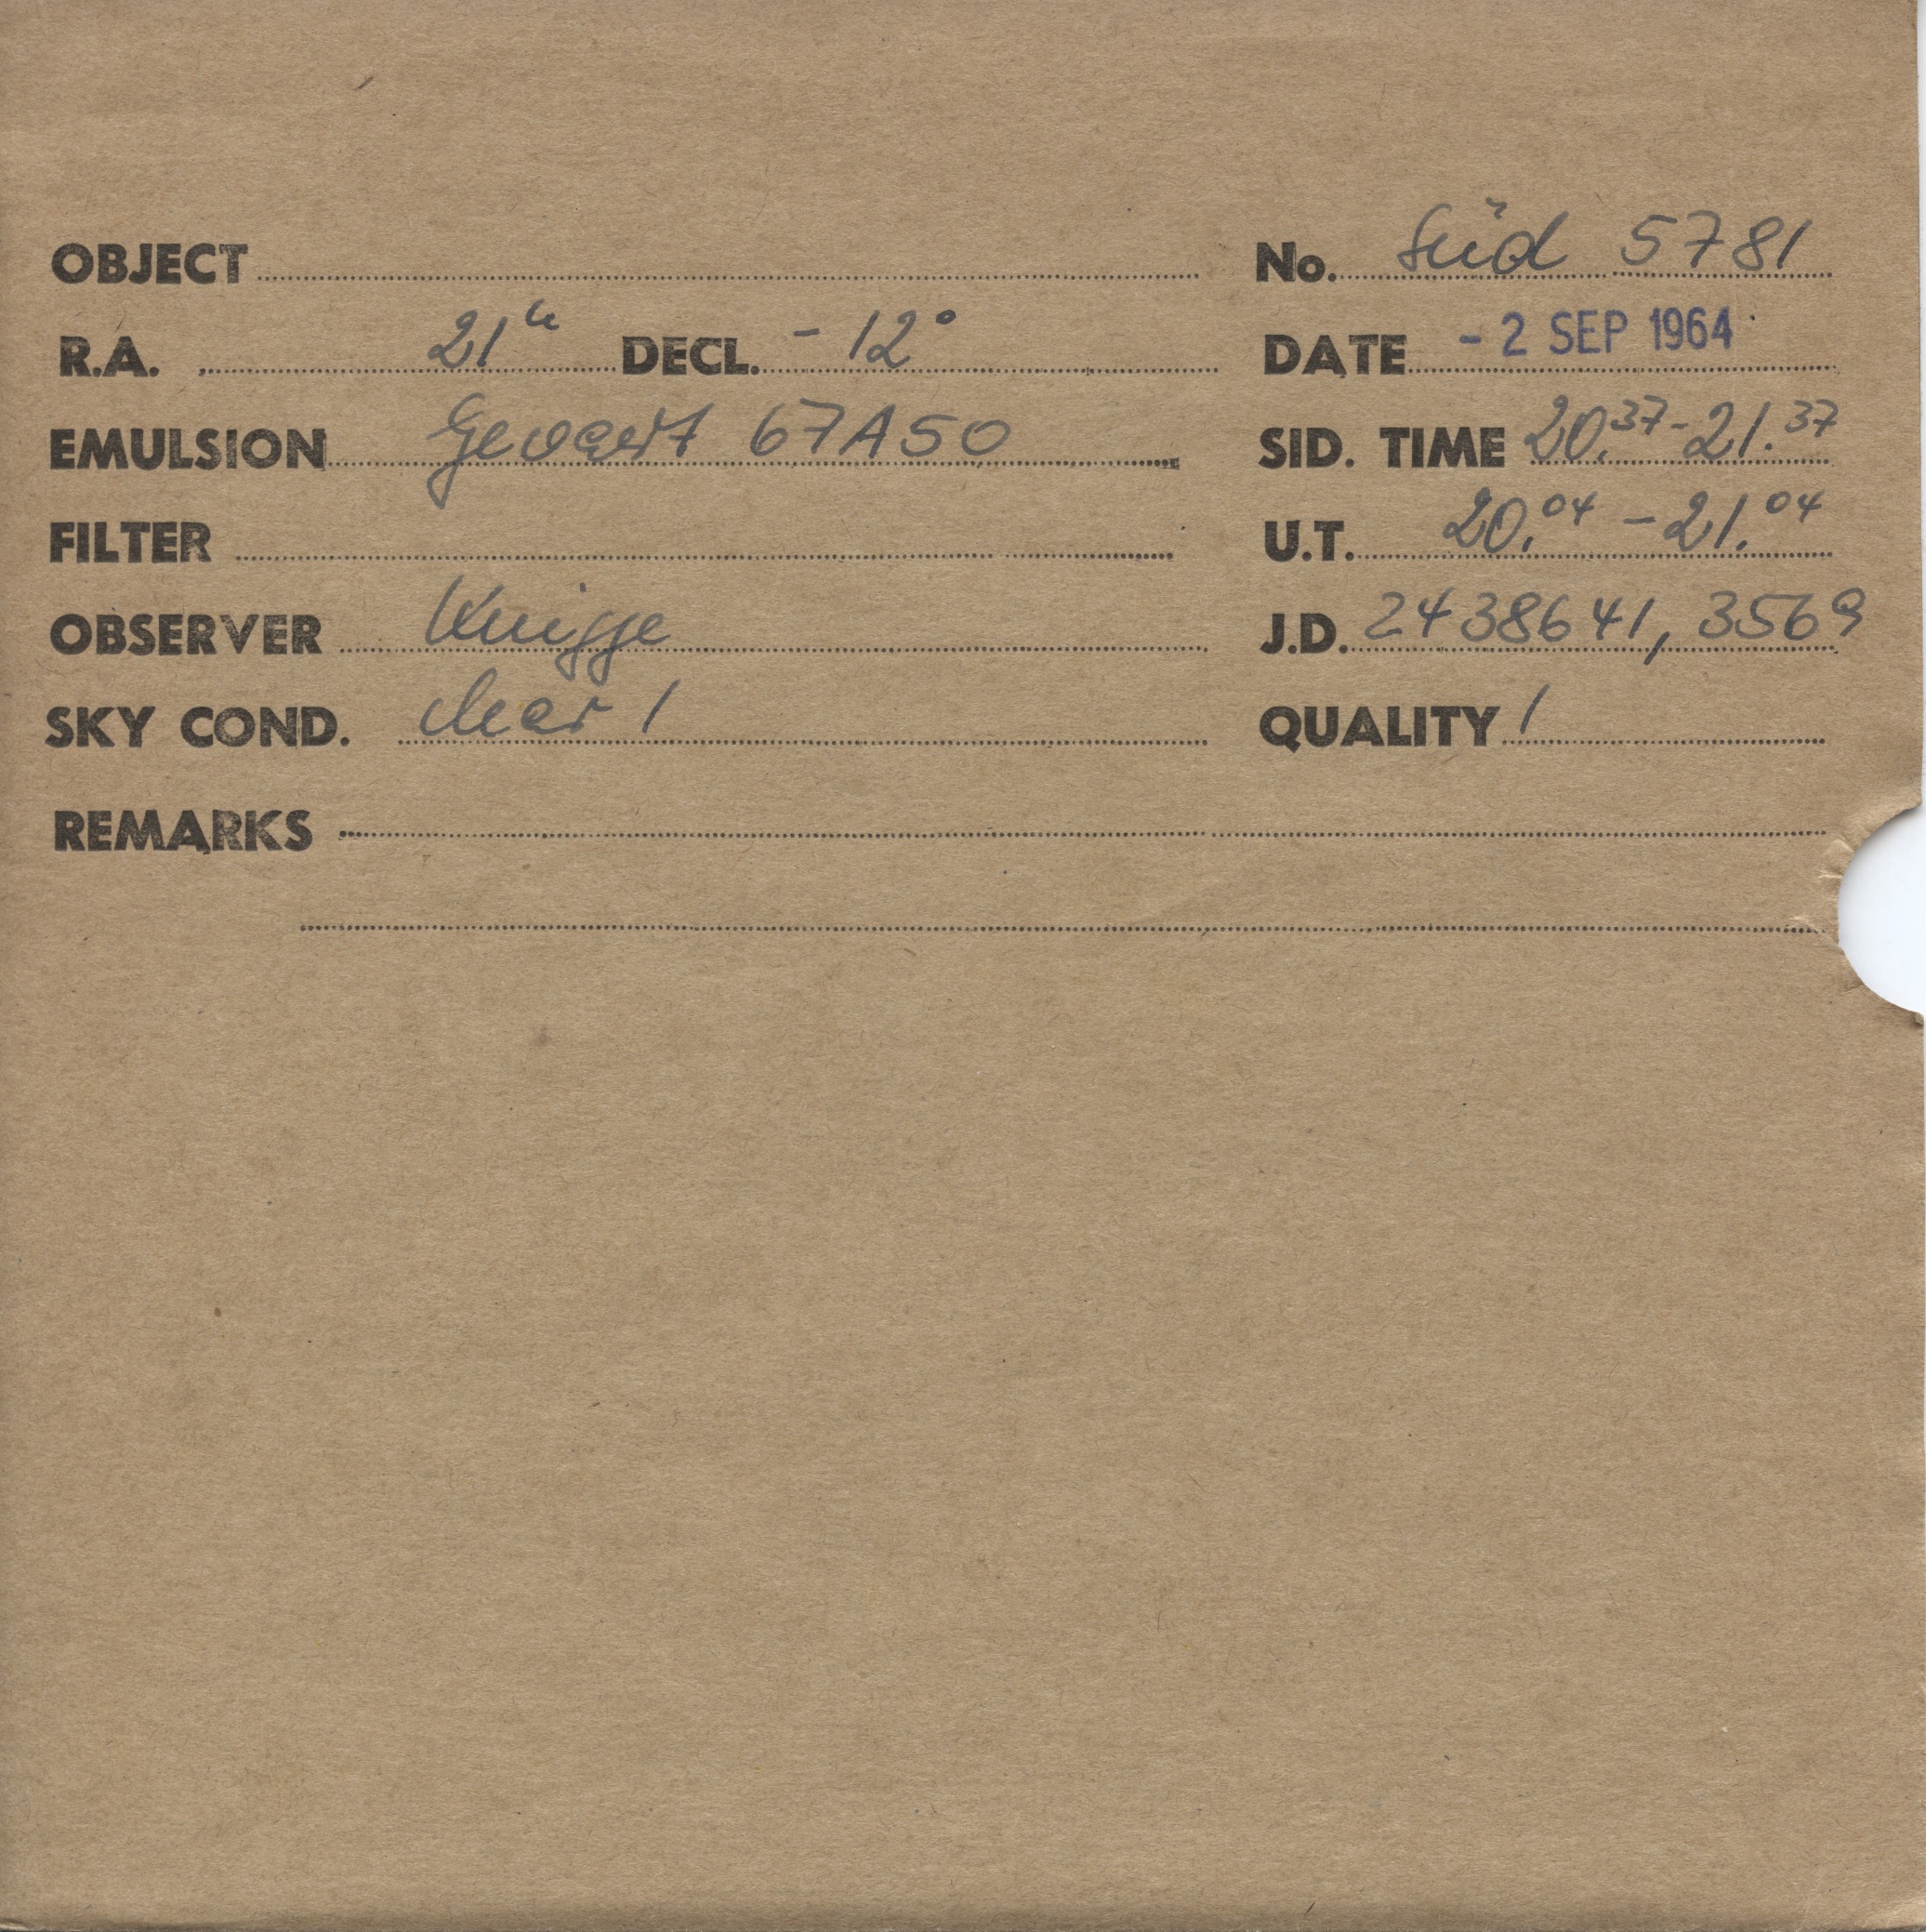 OBJECT No. Süd 5781
R.A. 21h DECL. - 12° DATE - 2 SEP 1964
EMULSION Gevaert 67A50 SID. TIME 20.37 - 21.37
FILTER U.T. 20.04 - 21.04
OBSERVER Knigge J.D. 2438641,3569
SKY COND. clear 1 QUALITY 1
REMARKS